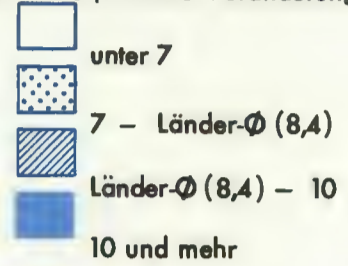 unter 7
7 – Länder-Ø (8,4)
Länder-Ø (8,4) – 10
10 und mehr